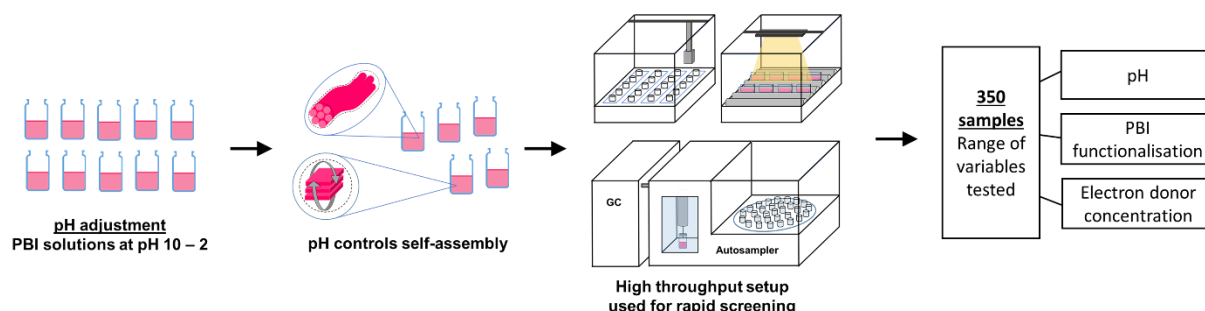 pH adjustment
PBI solutions at pH 10 – 2
pH controls self-assembly
GC
Autosampler
High throughput setup
used for rapid screening
350
samples
Range of
variables
tested
pH
PBI
functionalisation
Electron donor
concentration